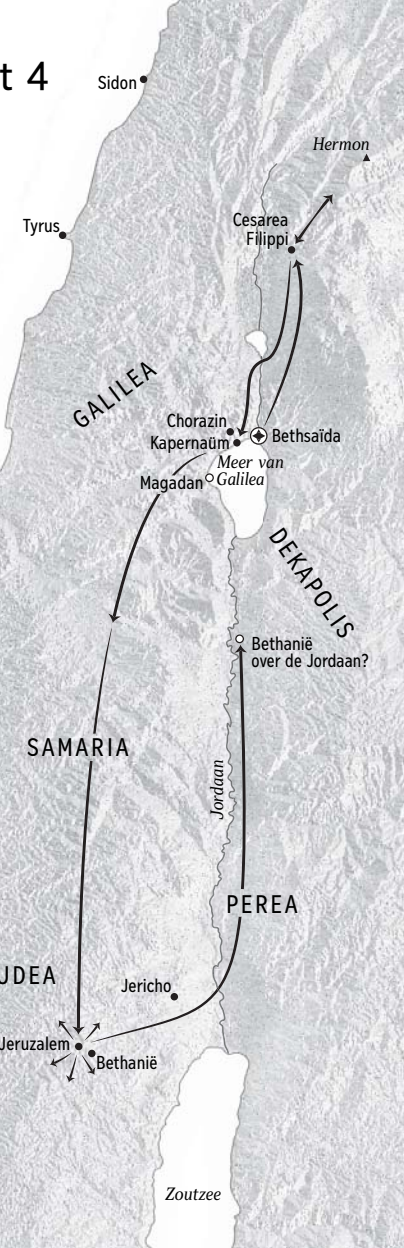 t 4
Sidon
Hermon
Tyrus
Cesarea
Filippi
GALILEA
Chorazin
Kapernaüm
Bethsaïda
Meer van
Galilea
Magadan
DEKAPOLIS
Bethanië
over de Jordaan?
SAMARIA
Jordaan
PEREA
UDEA
Jericho
Jeruzalem
Bethanië
Zoutzee